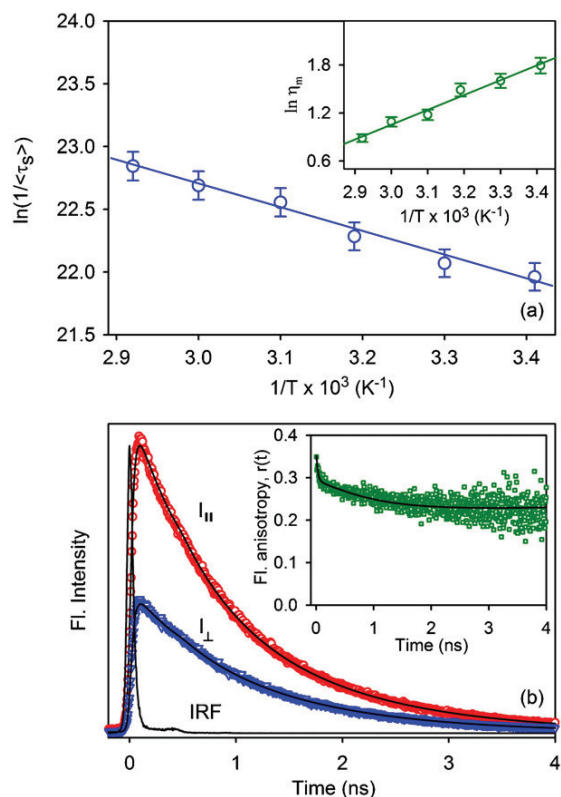 24.0
23.5
23.0
22.5
22.0
21.5
ln(1/<τs>)
2.9 3.0 3.1 3.2 3.3 3.4
1/T x 10³ (K⁻¹)
(a)
1.8
1.2
0.6
ln ηm
3.0 3.1 3.2 3.3 3.4
1/T x 10³ (K⁻¹)
Fl. Intensity
I||
I⊥
IRF
(b)
0 1 2 3 4
Time (ns)
0.4
0.3
0.2
0.0
Fl. anisotropy, r(t)
0 1 2 3 4
Time (ns)